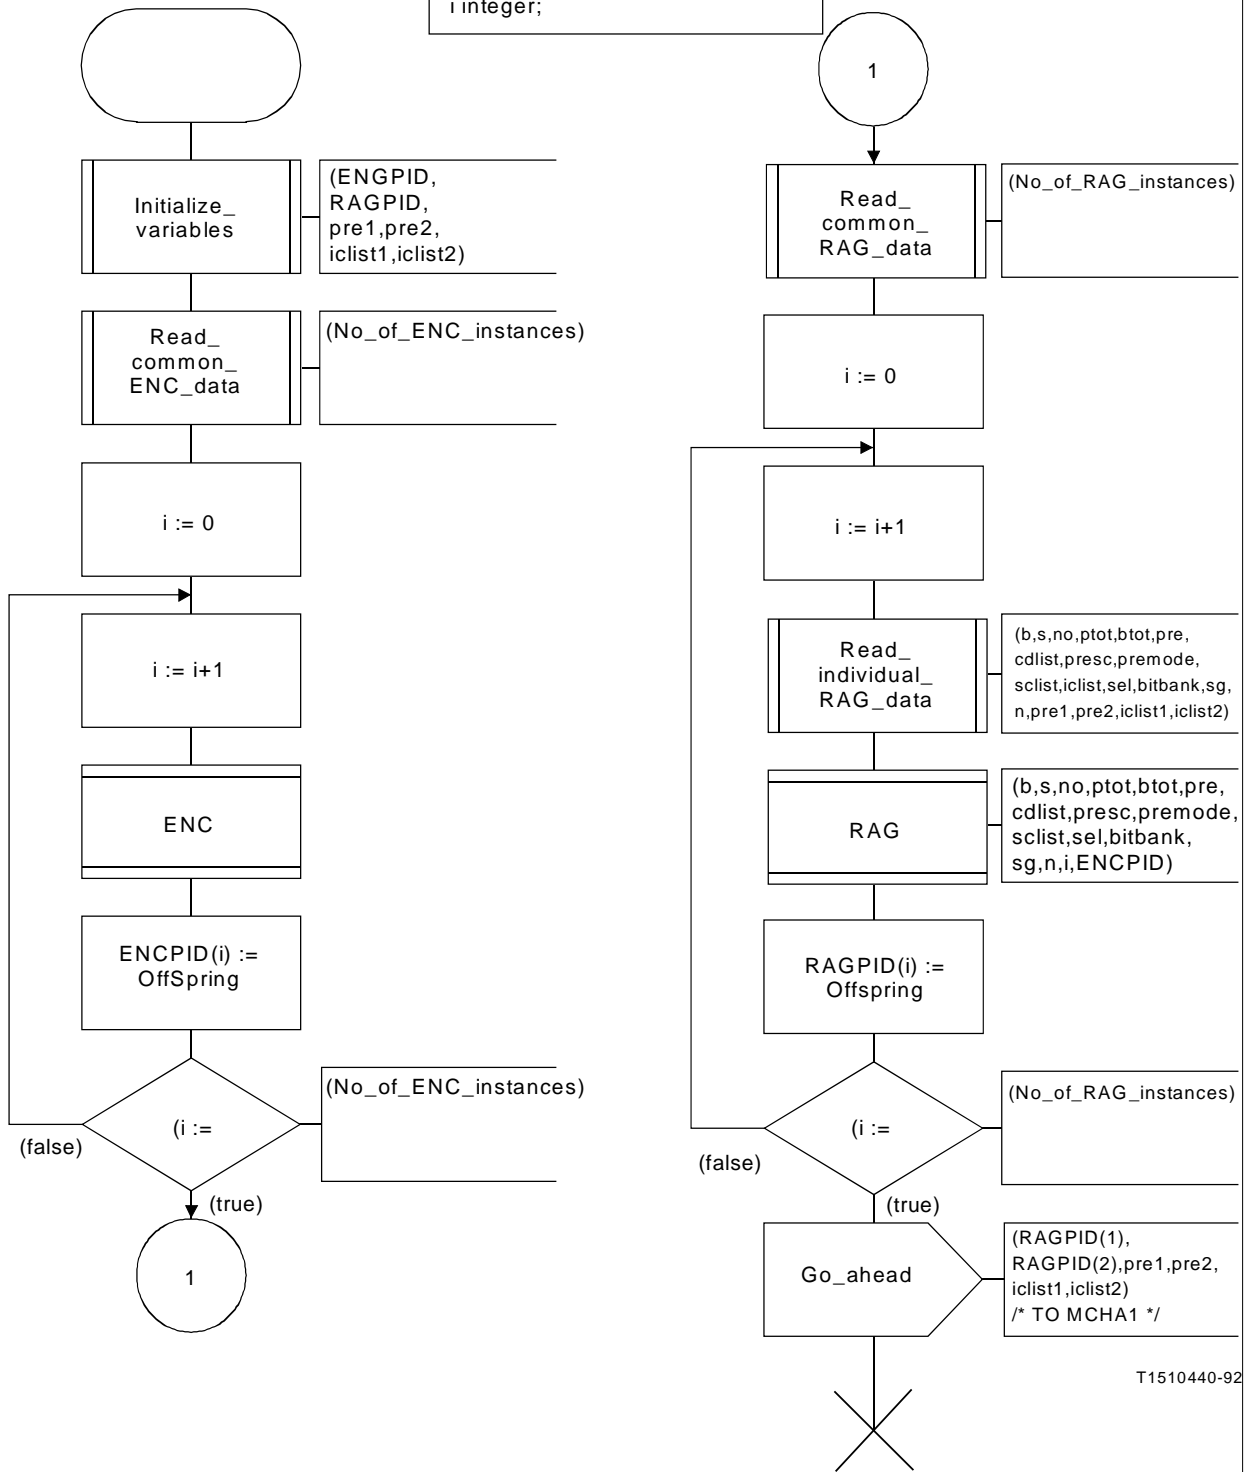 i integer;
Initialize_
variables
(ENGPID,
RAGPID,
pre1,pre2,
iclist1,iclist2)
Read_
common_
ENC_data
(No_of_ENC_instances)
i := 0
i := i+1
ENC
ENCPID(i) :=
OffSpring
(i :=
(No_of_ENC_instances)
(false)
(true)
1
1
Read_
common_
RAG_data
(No_of_RAG_instances)
i := 0
i := i+1
Read_
individual_
RAG_data
(b,s,no,ptot,btot,pre,
cdlist,presc,premode,
sclist,iclist,sel,bitbank,sg,
n,pre1,pre2,iclist1,iclist2)
RAG
(b,s,no,ptot,btot,pre,
cdlist,presc,premode,
sclist,sel,bitbank,
sg,n,i,ENCPID)
RAGPID(i) :=
Offspring
(i :=
(No_of_RAG_instances)
(false)
(true)
Go_ahead
(RAGPID(1),
RAGPID(2),pre1,pre2,
iclist1,iclist2)
/* TO MCHA1 */
T1510440-92